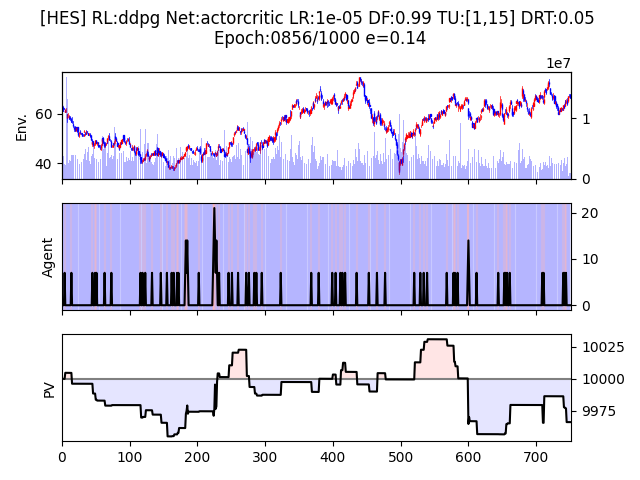 [HES] RL:ddpg Net:actorcritic LR:1e-05 DF:0.99 TU:[1,15] DRT:0.05
Epoch:0856/1000 e=0.14
1e7
Env.
60
40
1
0
Agent
20
10
0
PV
10025
10000
9975
0 100 200 300 400 500 600 700